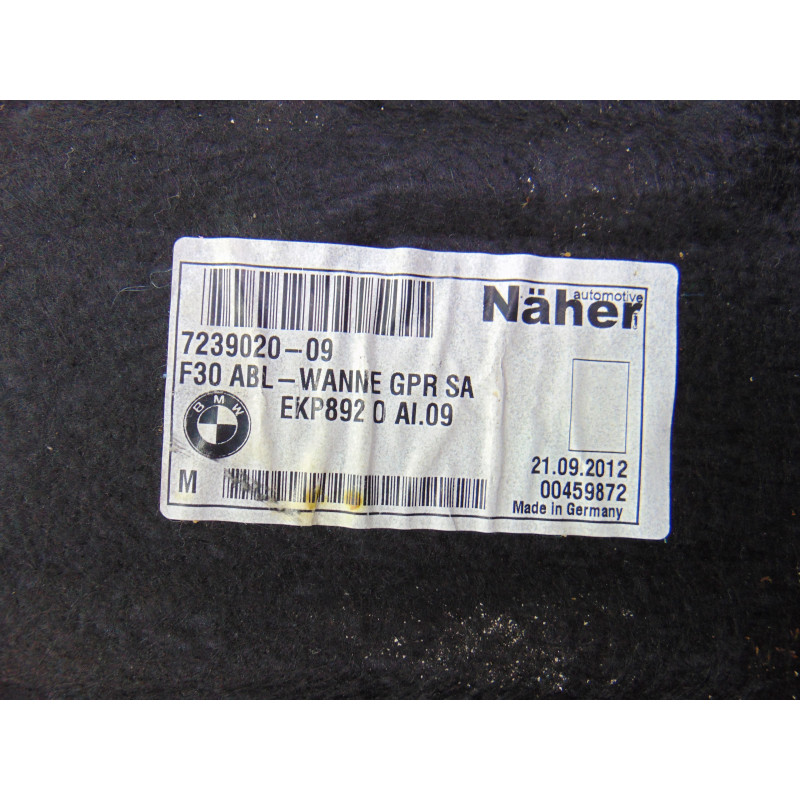 automotive
Näher
7239020-09
F30 ABL-WANNE GPR SA
EKP892 0 AI.09
BMW
21.09.2012
M
00459872
Made in Germany